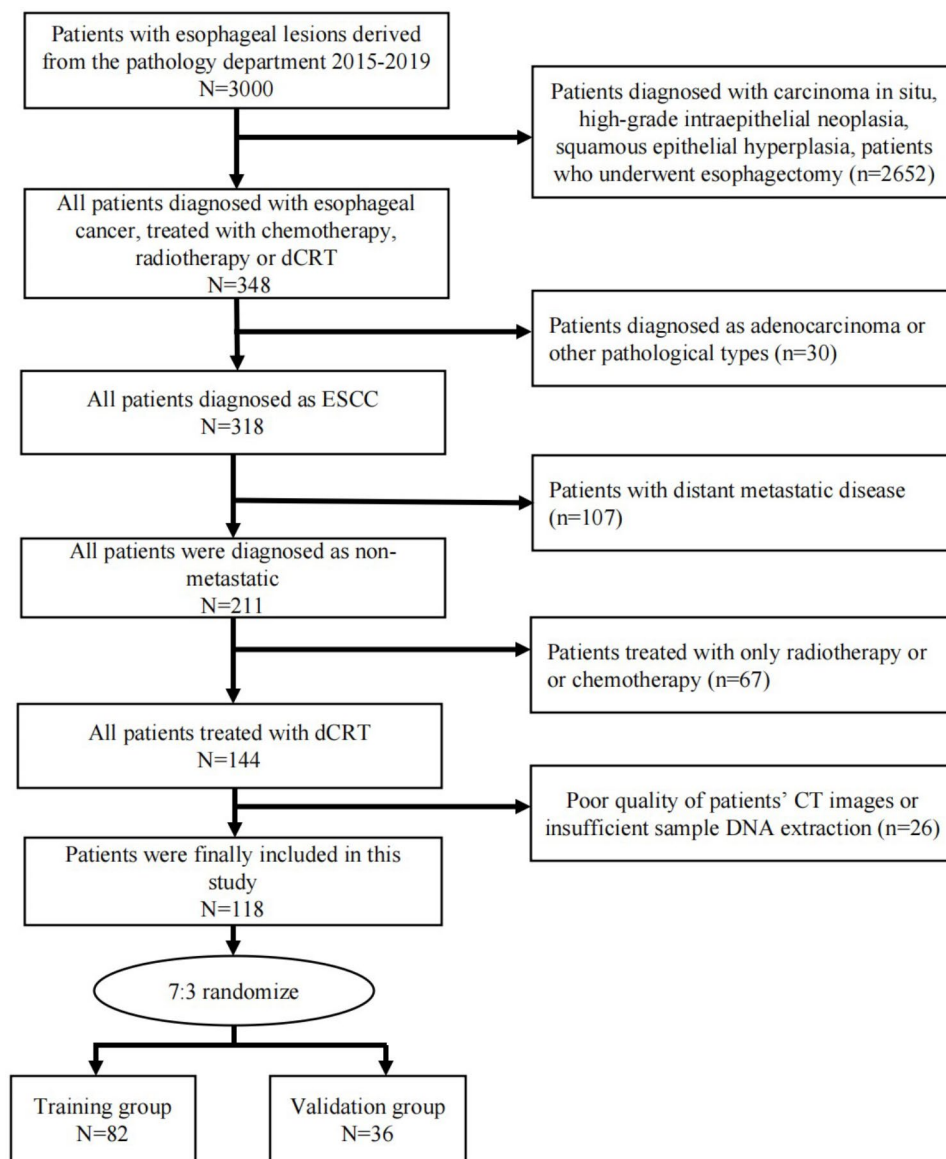 Patients with esophageal lesions derived
from the pathology department 2015-2019
N=3000
Patients diagnosed with carcinoma in situ,
high-grade intraepithelial neoplasia,
squamous epithelial hyperplasia, patients
who underwent esophagectomy (n=2652)
All patients diagnosed with esophageal
cancer, treated with chemotherapy,
radiotherapy or dCRT
N=348
Patients diagnosed as adenocarcinoma or
other pathological types (n=30)
All patients diagnosed as ESCC
N=318
Patients with distant metastatic disease
(n=107)
All patients were diagnosed as non-
metastatic
N=211
Patients treated with only radiotherapy or
or chemotherapy (n=67)
All patients treated with dCRT
N=144
Poor quality of patients’ CT images or
insufficient sample DNA extraction (n=26)
Patients were finally included in this
study
N=118
7:3 randomize
Training group
N=82
Validation group
N=36